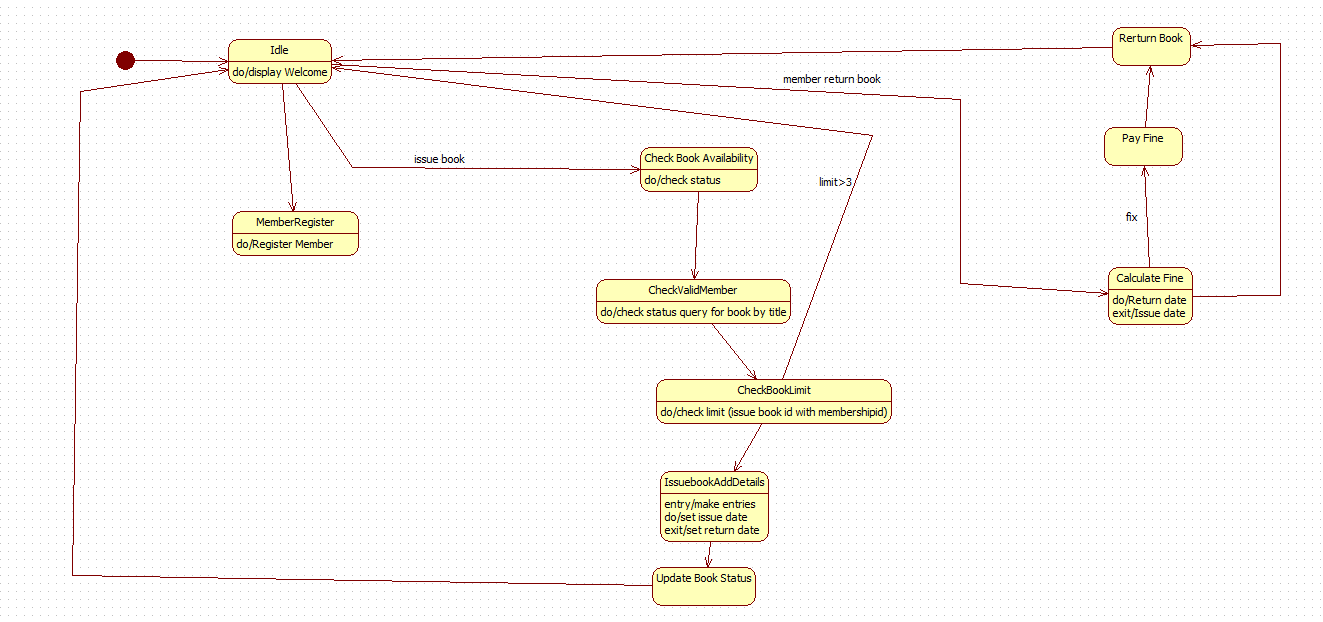 Idle
do/display Welcome
Rerturn Book
member return book
Pay Fine
issue book
Check Book Availability
do/check status
limit>3
MemberRegister
do/Register Member
fix
CheckValidMember
do/check status query for book by title
Calculate Fine
do/Return date
exit/Issue date
CheckBookLimit
do/check limit (issue book id with membershipid)
IssuebookAddDetails
entry/make entries
do/set issue date
exit/set return date
Update Book Status